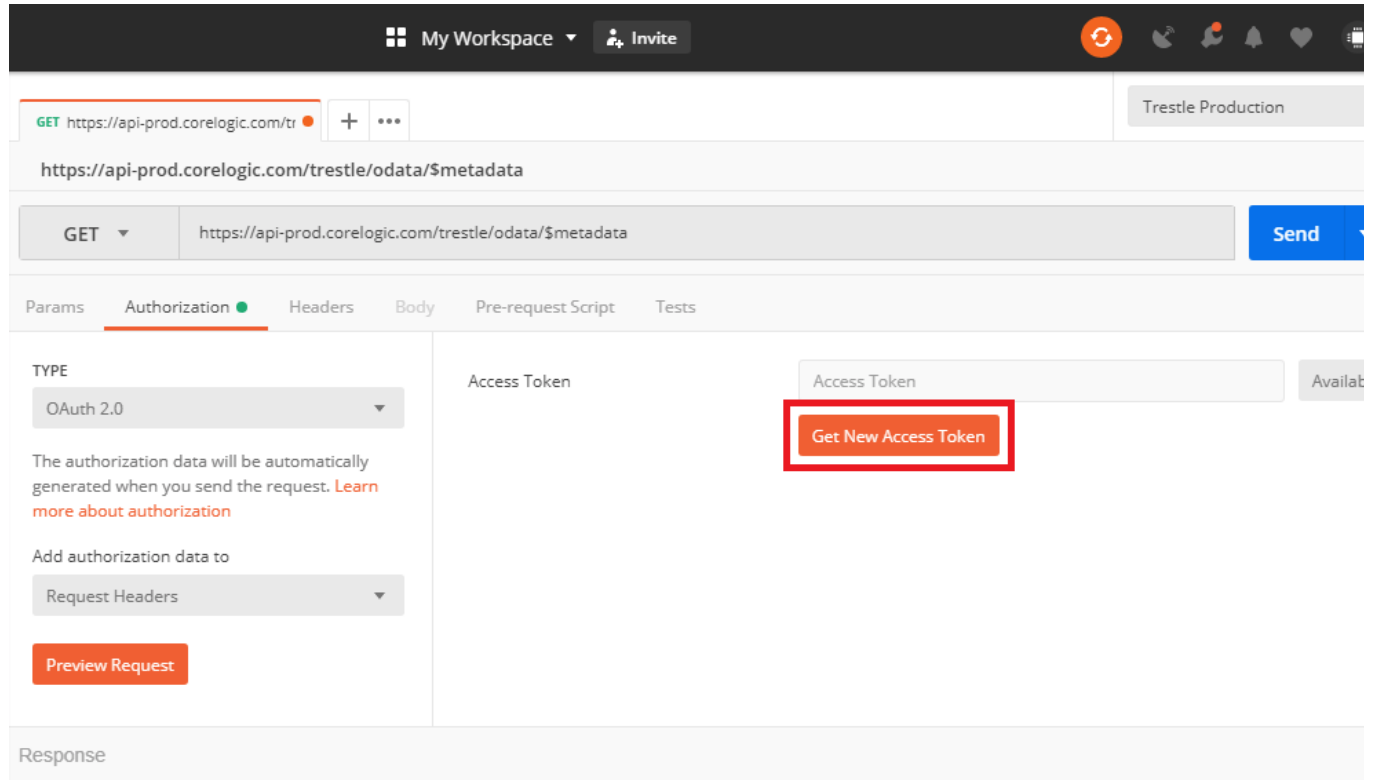 My Workspace Invite
GET https://api-prod.corelogic.com/tr
Trestle Production
https://api-prod.corelogic.com/trestle/odata/$metadata
GET https://api-prod.corelogic.com/trestle/odata/$metadata Send
Params Authorization Headers Body Pre-request Script Tests
TYPE
OAuth 2.0
The authorization data will be automatically
generated when you send the request. Learn
more about authorization
Add authorization data to
Request Headers
Preview Request
Access Token Access Token Availab
Get New Access Token
Response